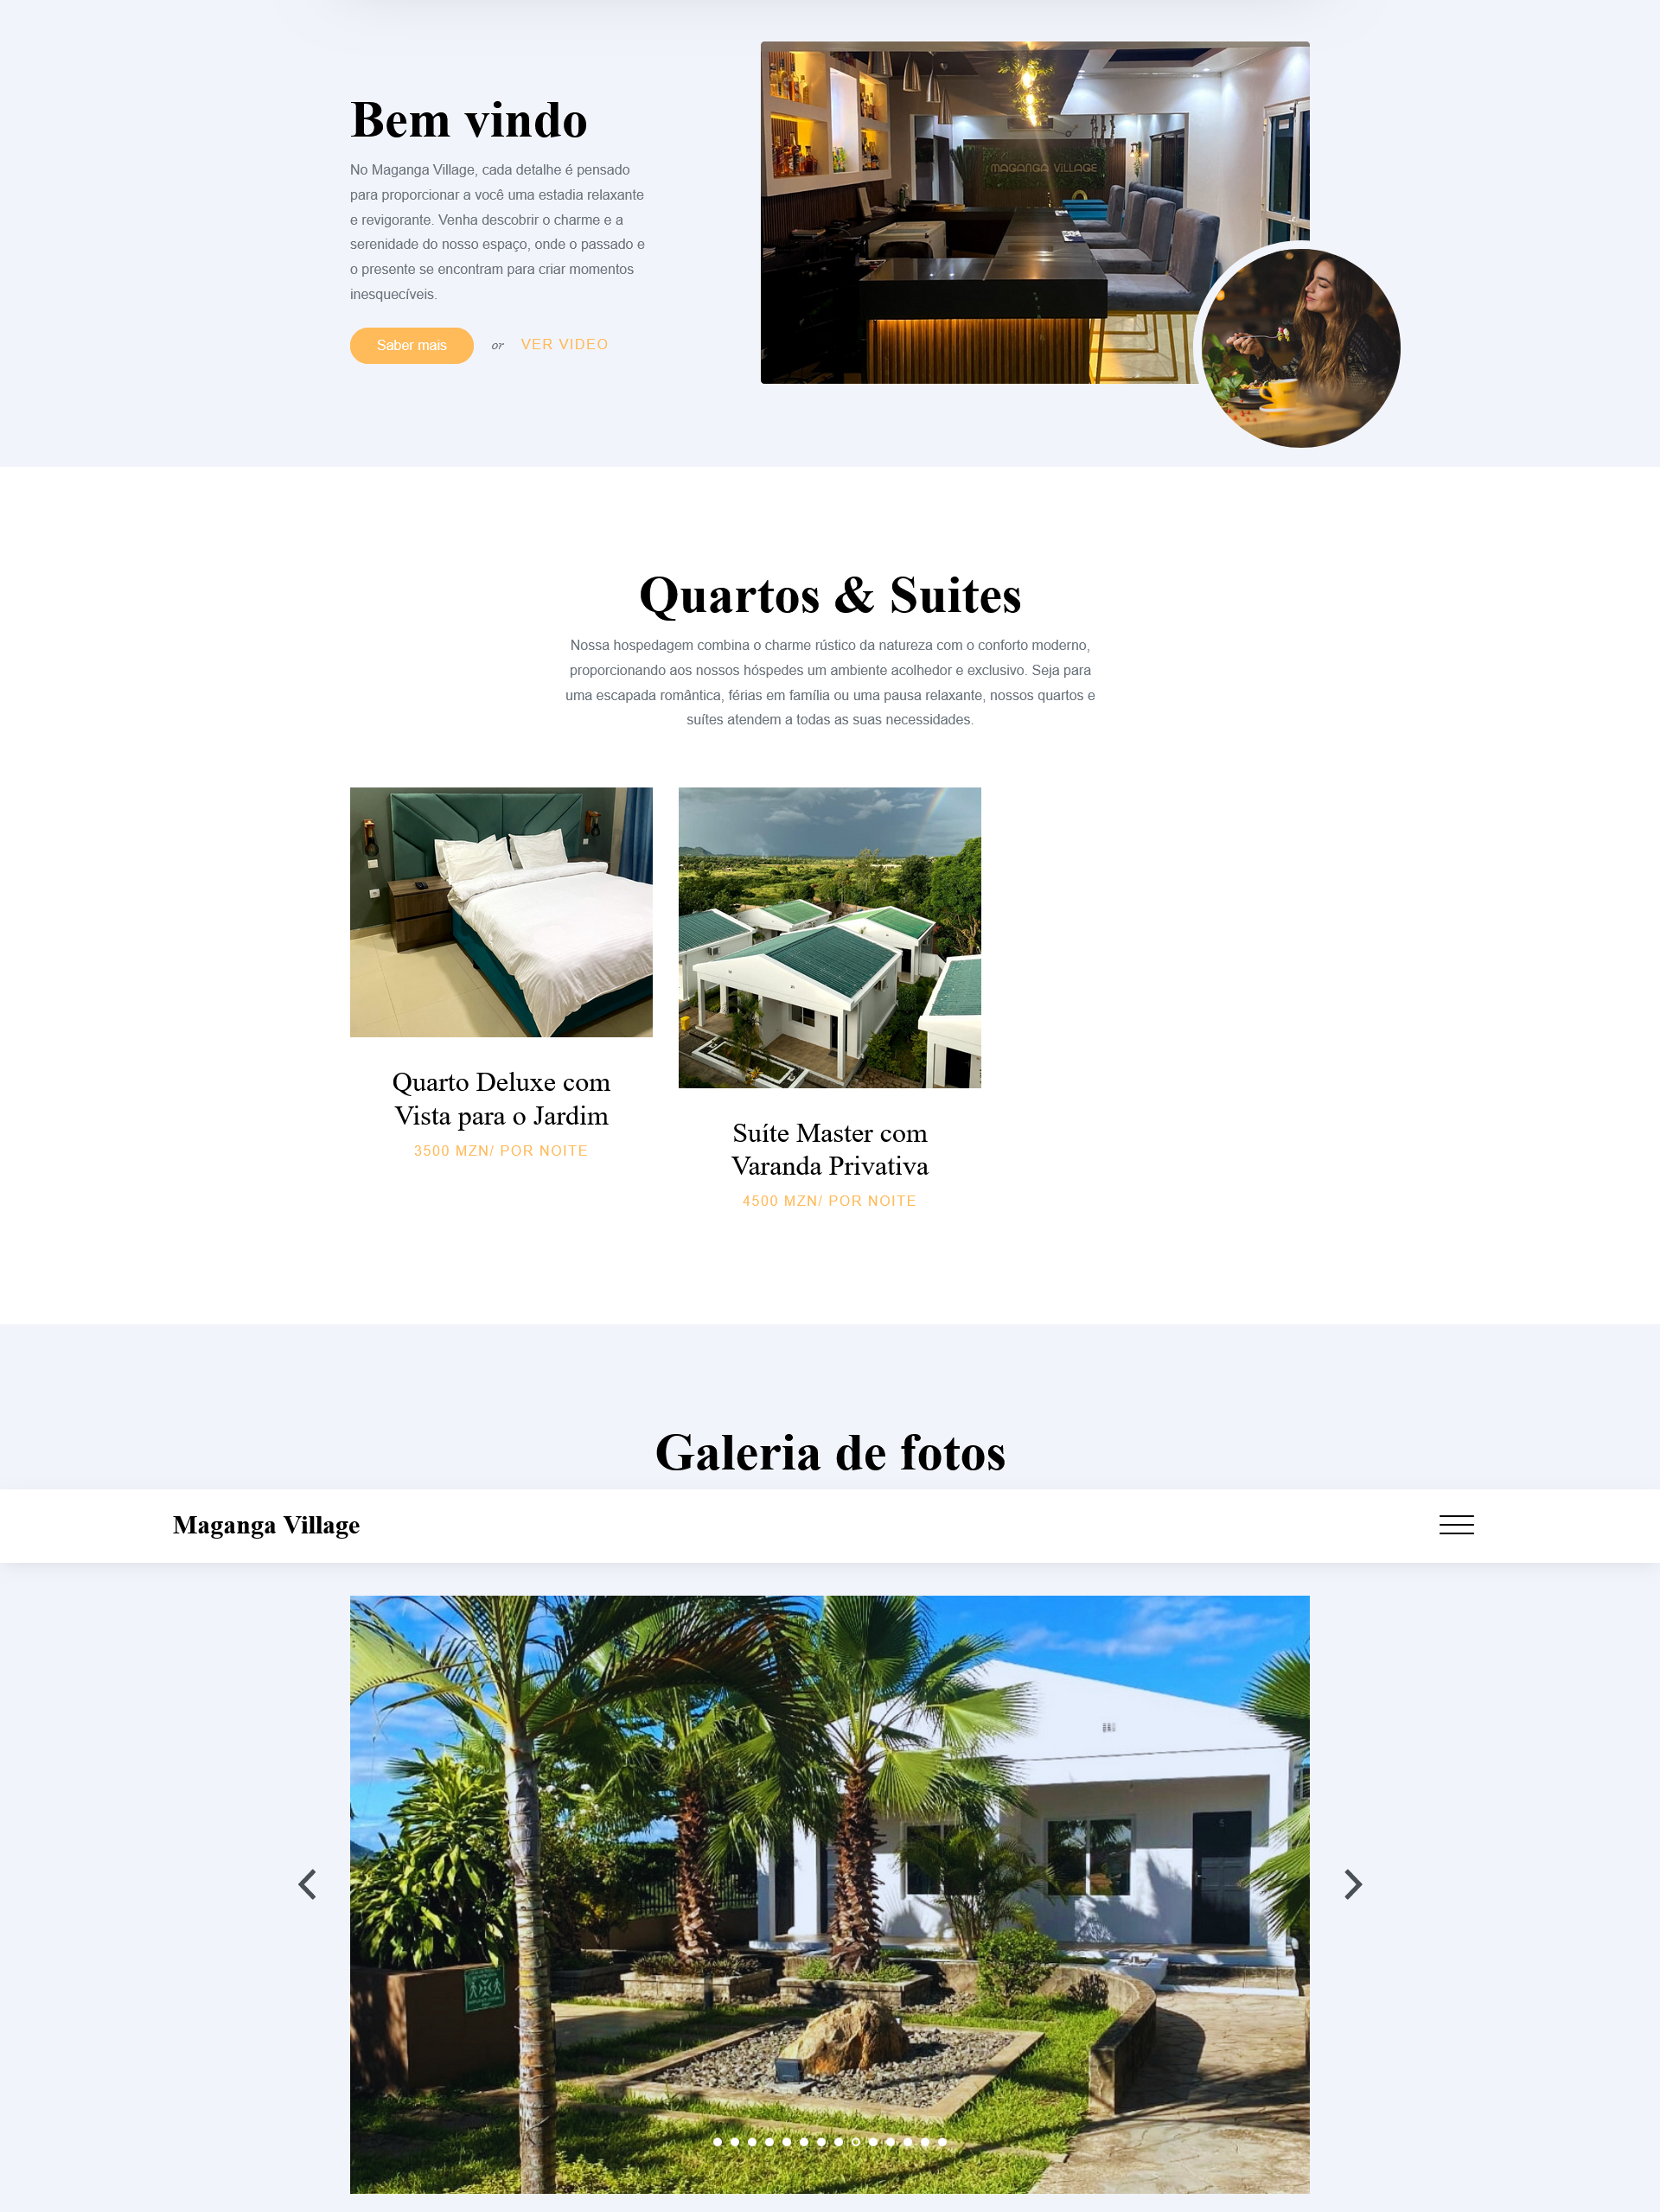 MAGANGA VILLAGE
Bem vindo
No Maganga Village, cada detalhe é pensado
para proporcionar a você uma estadia relaxante
e revigorante. Venha descobrir o charme e a
serenidade do nosso espaço, onde o passado e
o presente se encontram para criar momentos
inesquecíveis.
Saber mais or VER VIDEO
Quartos & Suites
Nossa hospedagem combina o charme rústico da natureza com o conforto moderno,
proporcionando aos nossos hóspedes um ambiente acolhedor e exclusivo. Seja para
uma escapada romântica, férias em família ou uma pausa relaxante, nossos quartos e
suítes atendem a todas as suas necessidades.
Quarto Deluxe com
Vista para o Jardim
3500 MZN/ POR NOITE
Suíte Master com
Varanda Privativa
4500 MZN/ POR NOITE
Galeria de fotos
Maganga Village
5